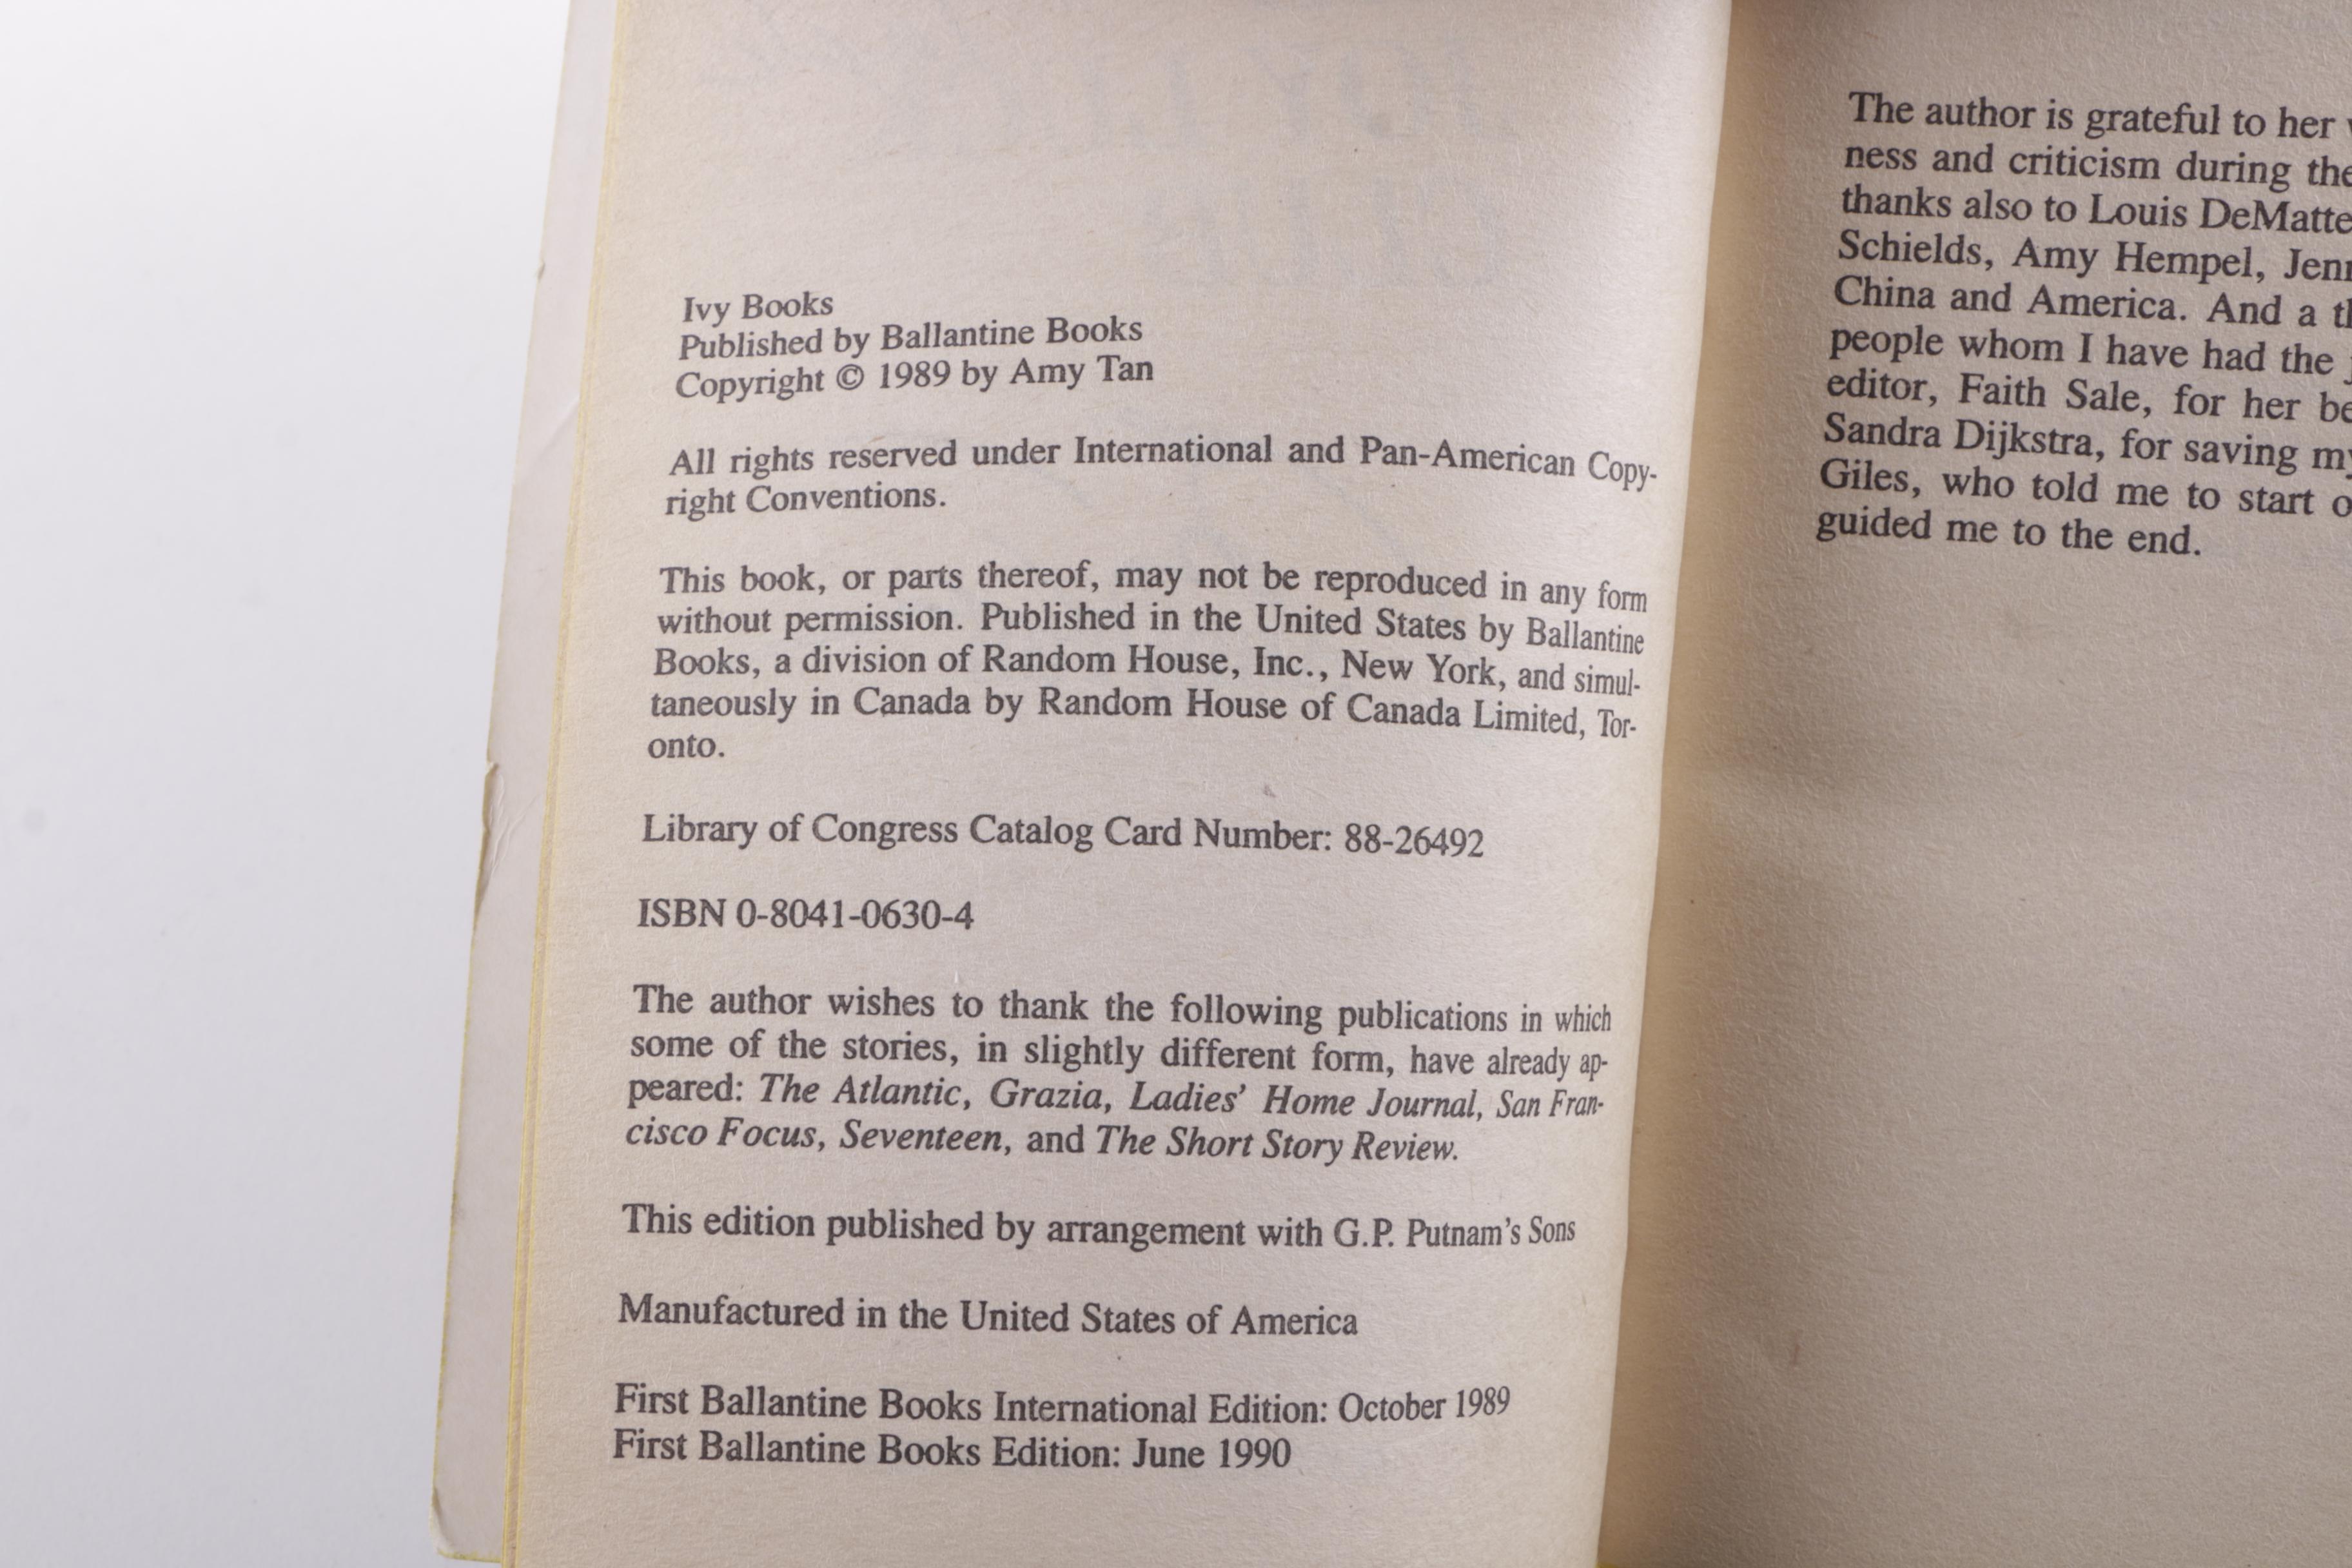 Ivy Books
Published by Ballantine Books
Copyright © 1989 by Amy Tan
All rights reserved under International and Pan-American Copy-
right Conventions.
This book, or parts thereof, may not be reproduced in any form
without permission. Published in the United States by Ballantine
Books, a division of Random House, Inc., New York, and simul-
taneously in Canada by Random House of Canada Limited, Tor-
onto.
Library of Congress Catalog Card Number: 88-26492
ISBN 0-8041-0630-4
The author wishes to thank the following publications in which
some of the stories, in slightly different form, have already ap-
peared: The Atlantic, Grazia, Ladies' Home Journal, San Fran-
cisco Focus, Seventeen, and The Short Story Review.
This edition published by arrangement with G.P. Putnam's Sons
Manufactured in the United States of America
First Ballantine Books International Edition: October 1989
First Ballantine Books Edition: June 1990
The author is grateful to her
ness and criticism during the
thanks also to Louis DeMatte
Schields, Amy Hempel, Jenn
China and America. And a
people whom I have had the
editor, Faith Sale, for her be
Sandra Dijkstra, for saving my
Giles, who told me to start o
guided me to the end.